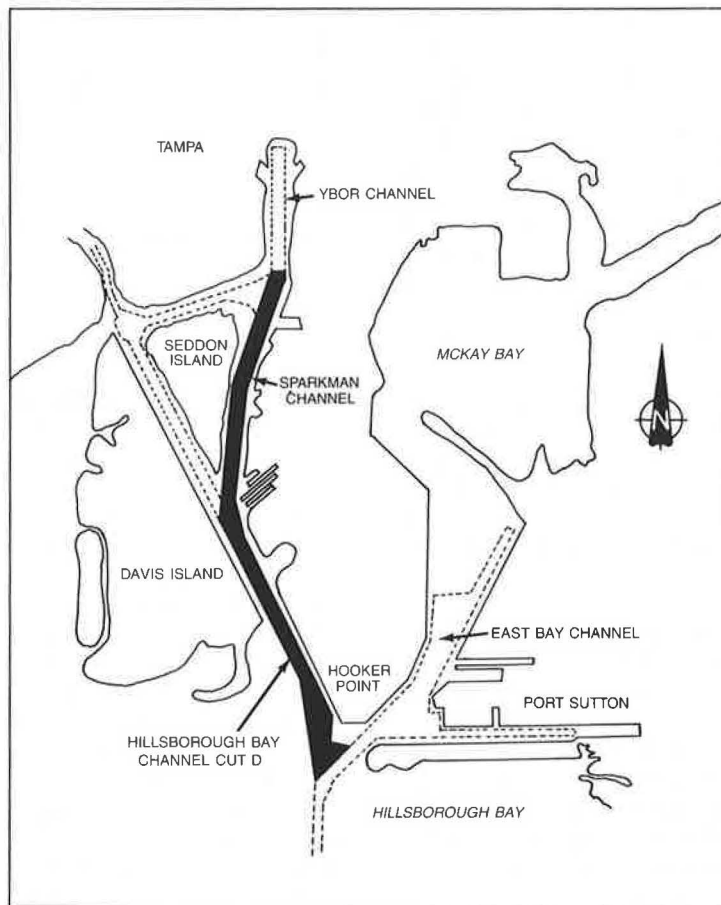 TAMPA
YBOR CHANNEL
SEDDON
ISLAND
MCKAY BAY
SPARKMAN
CHANNEL
N
DAVIS ISLAND
EAST BAY CHANNEL
HOOKER
POINT
PORT SUTTON
HILLSBOROUGH BAY
CHANNEL CUT D
HILLSBOROUGH BAY